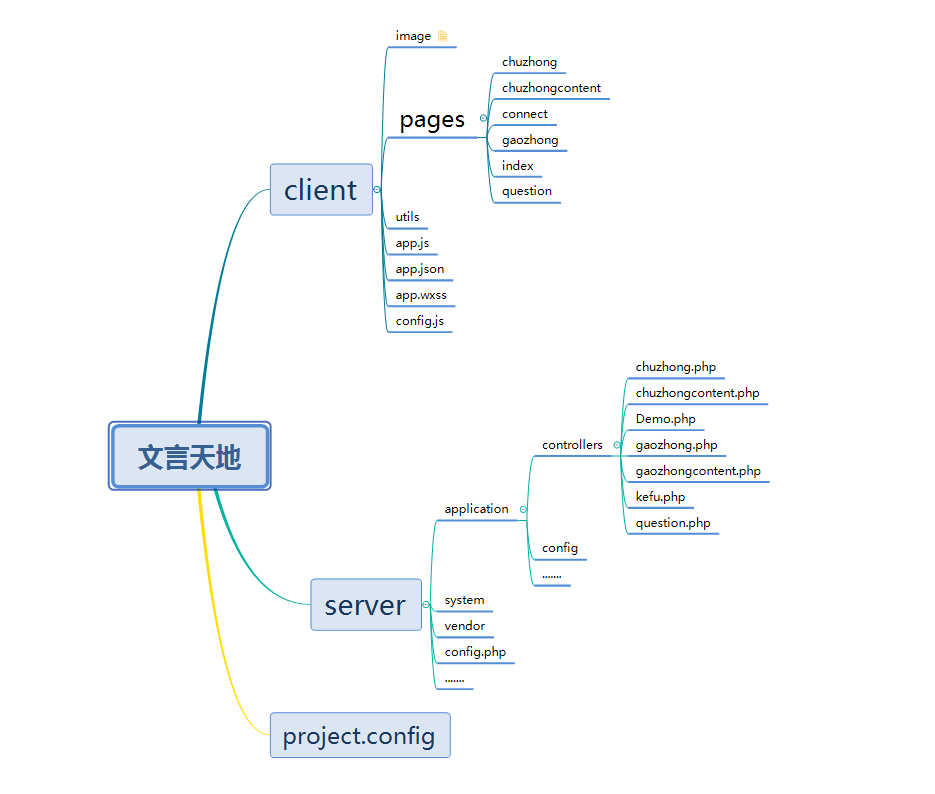 image
chuzhong
chuzhongcontent
pages
connect
gaozhong
index
question
client
utils
app.js
app.json
app.wxss
config.js
文言天地
chuzhong.php
chuzhongcontent.php
Demo.php
controllers
gaozhong.php
gaozhongcontent.php
kefu.php
question.php
application
config
.......
server
system
vendor
config.php
.......
project.config